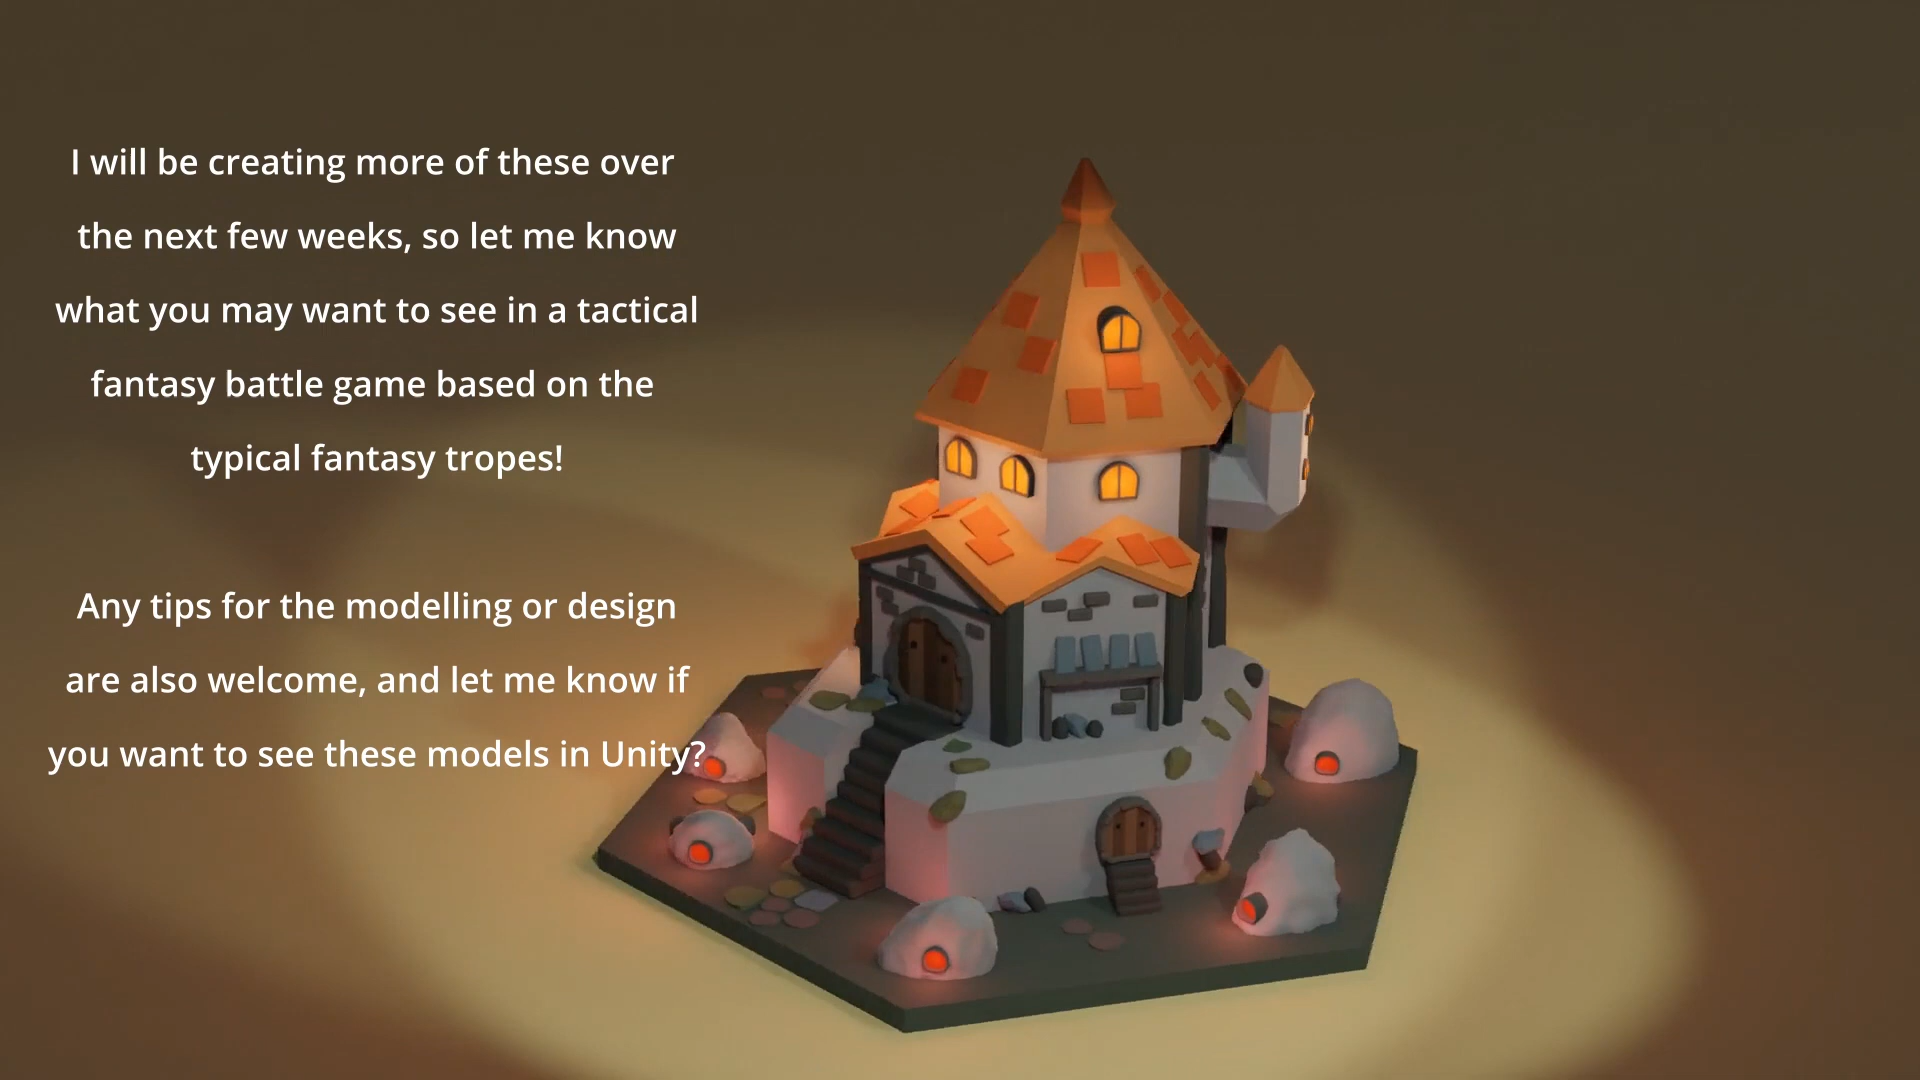 I will be creating more of these over
the next few weeks, so let me know
what you may want to see in a tactical
fantasy battle game based on the
typical fantasy tropes!
Any tips for the modelling or design
are also welcome, and let me know if
you want to see these models in Unity?